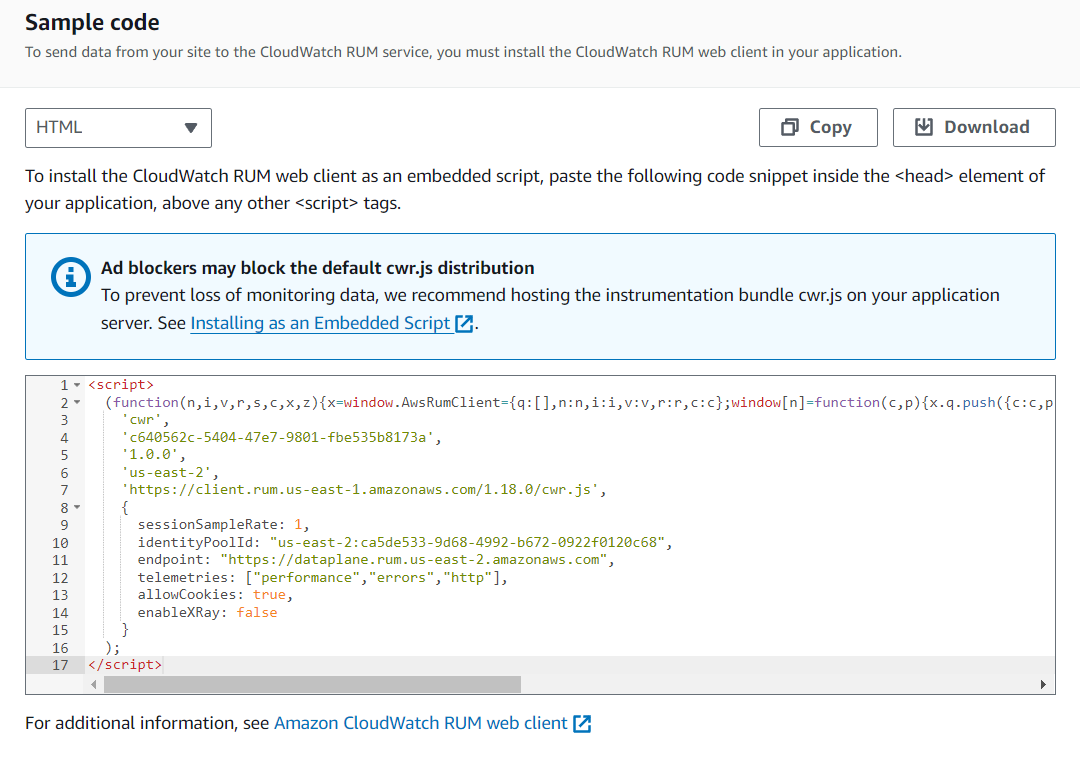 Sample code
To send data from your site to the CloudWatch RUM service, you must install the CloudWatch RUM web client in your application.
HTML
Copy
Download
To install the CloudWatch RUM web client as an embedded script, paste the following code snippet inside the <head> element of
your application, above any other <script> tags.
Ad blockers may block the default cwr.js distribution
To prevent loss of monitoring data, we recommend hosting the instrumentation bundle cwr.js on your application
server. See Installing as an Embedded Script.
1 <script>
2 (function(n,i,v,r,s,c,x,z){x=window.AwsRumClient={q:[],n:n,i:i,v:v,r:r,c:c};window[n]=function(c,p){x.q.push({c:c,p
3 'cwr',
4 'c640562c-5404-47e7-9801-fbe535b8173a',
5 '1.0.0',
6 'us-east-2',
7 'https://client.rum.us-east-1.amazonaws.com/1.18.0/cwr.js',
8 {
9 sessionSampleRate: 1,
10 identityPoolId: "us-east-2:ca5de533-9d68-4992-b672-0922f0120c68",
11 endpoint: "https://dataplane.rum.us-east-2.amazonaws.com",
12 telemetries: ["performance","errors","http"],
13 allowCookies: true,
14 enableXRay: false
15 }
16 );
17 </script>
For additional information, see Amazon CloudWatch RUM web client